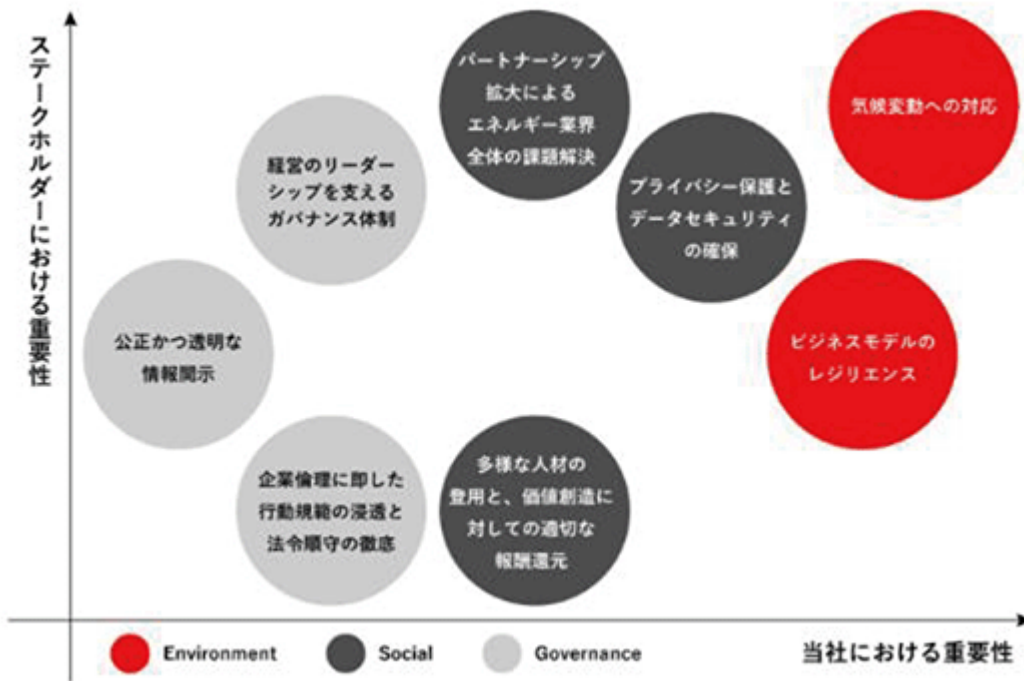 ステークホルダーにおける重要性
パートナーシップ
拡大による
エネルギー業界
全体の課題解決
気候変動への対応
経営のリーダー
シップを支える
ガバナンス体制
プライバシー保護と
データセキュリティ
の確保
公正かつ透明な
情報開示
ビジネスモデルの
レジリエンス
企業倫理に即した
行動規範の浸透と
法令順守の徹底
多様な人材の
登用と、価値創造に
対しての適切な
報酬還元
Environment
Social
Governance
当社における重要性